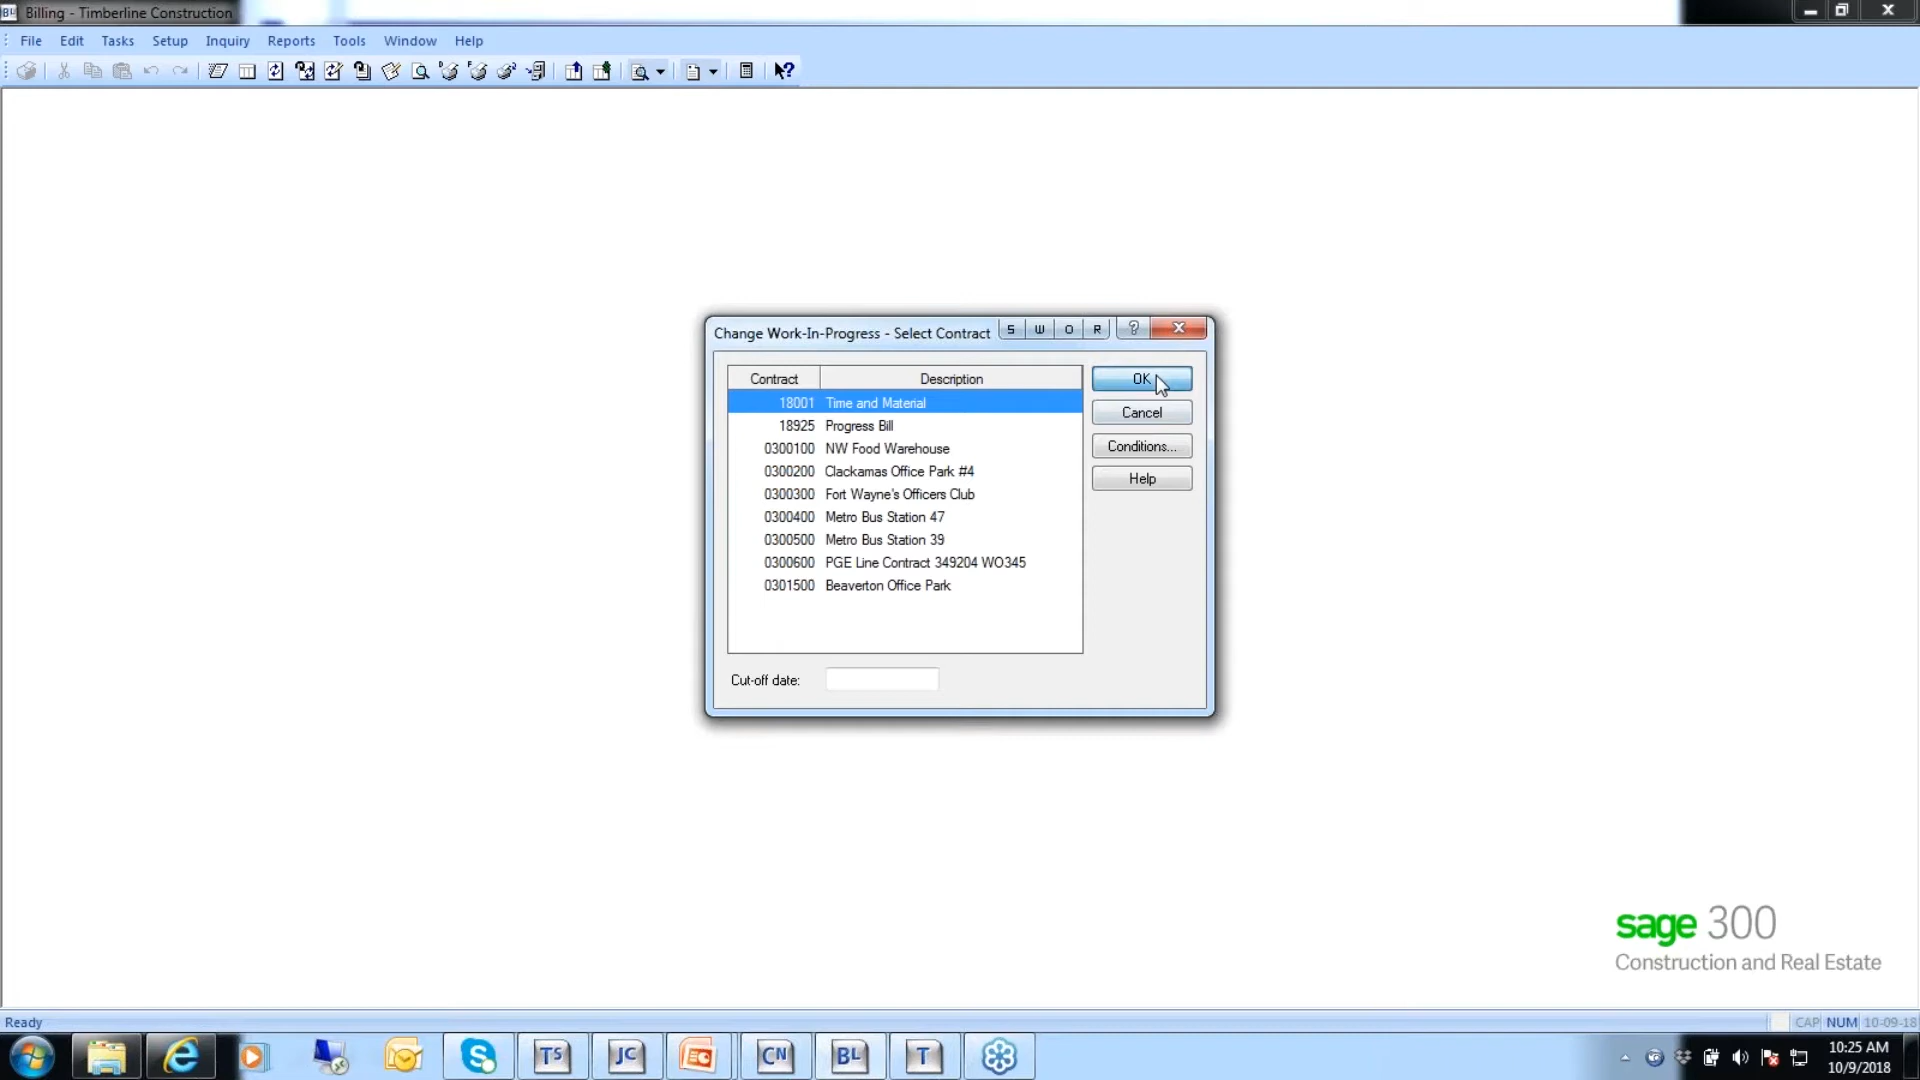 Billing - Timberline Construction
File Edit Tasks Setup Inquiry Reports Tools Window Help
Change Work-In-Progress - Select Contract S W O R ?
Contract Description
18001 Time and Material
18925 Progress Bill
0300100 NW Food Warehouse
0300200 Clackamas Office Park #4
0300300 Fort Wayne's Officers Club
0300400 Metro Bus Station 47
0300500 Metro Bus Station 39
0300600 PGE Line Contract 349204 WO345
0301500 Beaverton Office Park
OK
Cancel
Conditions...
Help
Cut-off date:
sage 300
Construction and Real Estate
Ready
CAP NUM 10-09-18
TS JC CN BL T
10:25 AM
10/9/2018